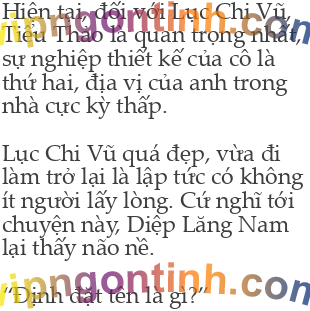 Hiện tại, đối với Lục Chi Vũ,
Tiểu Thảo là quan trọng nhất,
sự nghiệp thiết kế của cô là
thứ hai, địa vị của anh trong
nhà cực kỳ thấp.
Lục Chi Vũ quá đẹp, vừa đi
làm trở lại là lập tức có không
ít người lấy lòng. Cứ nghĩ tới
chuyện này, Diệp Lăng Nam
lại thấy não nề.
“Định đặt tên là gì?”
vipngontinh.com
vipngontinh.com